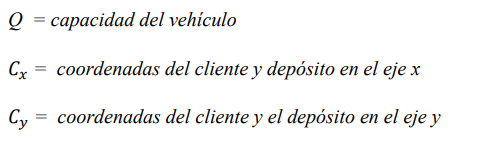 Q = capacidad del vehículo
Cx = coordenadas del cliente y depósito en el eje x
Cy = coordenadas del cliente y el depósito en el eje y